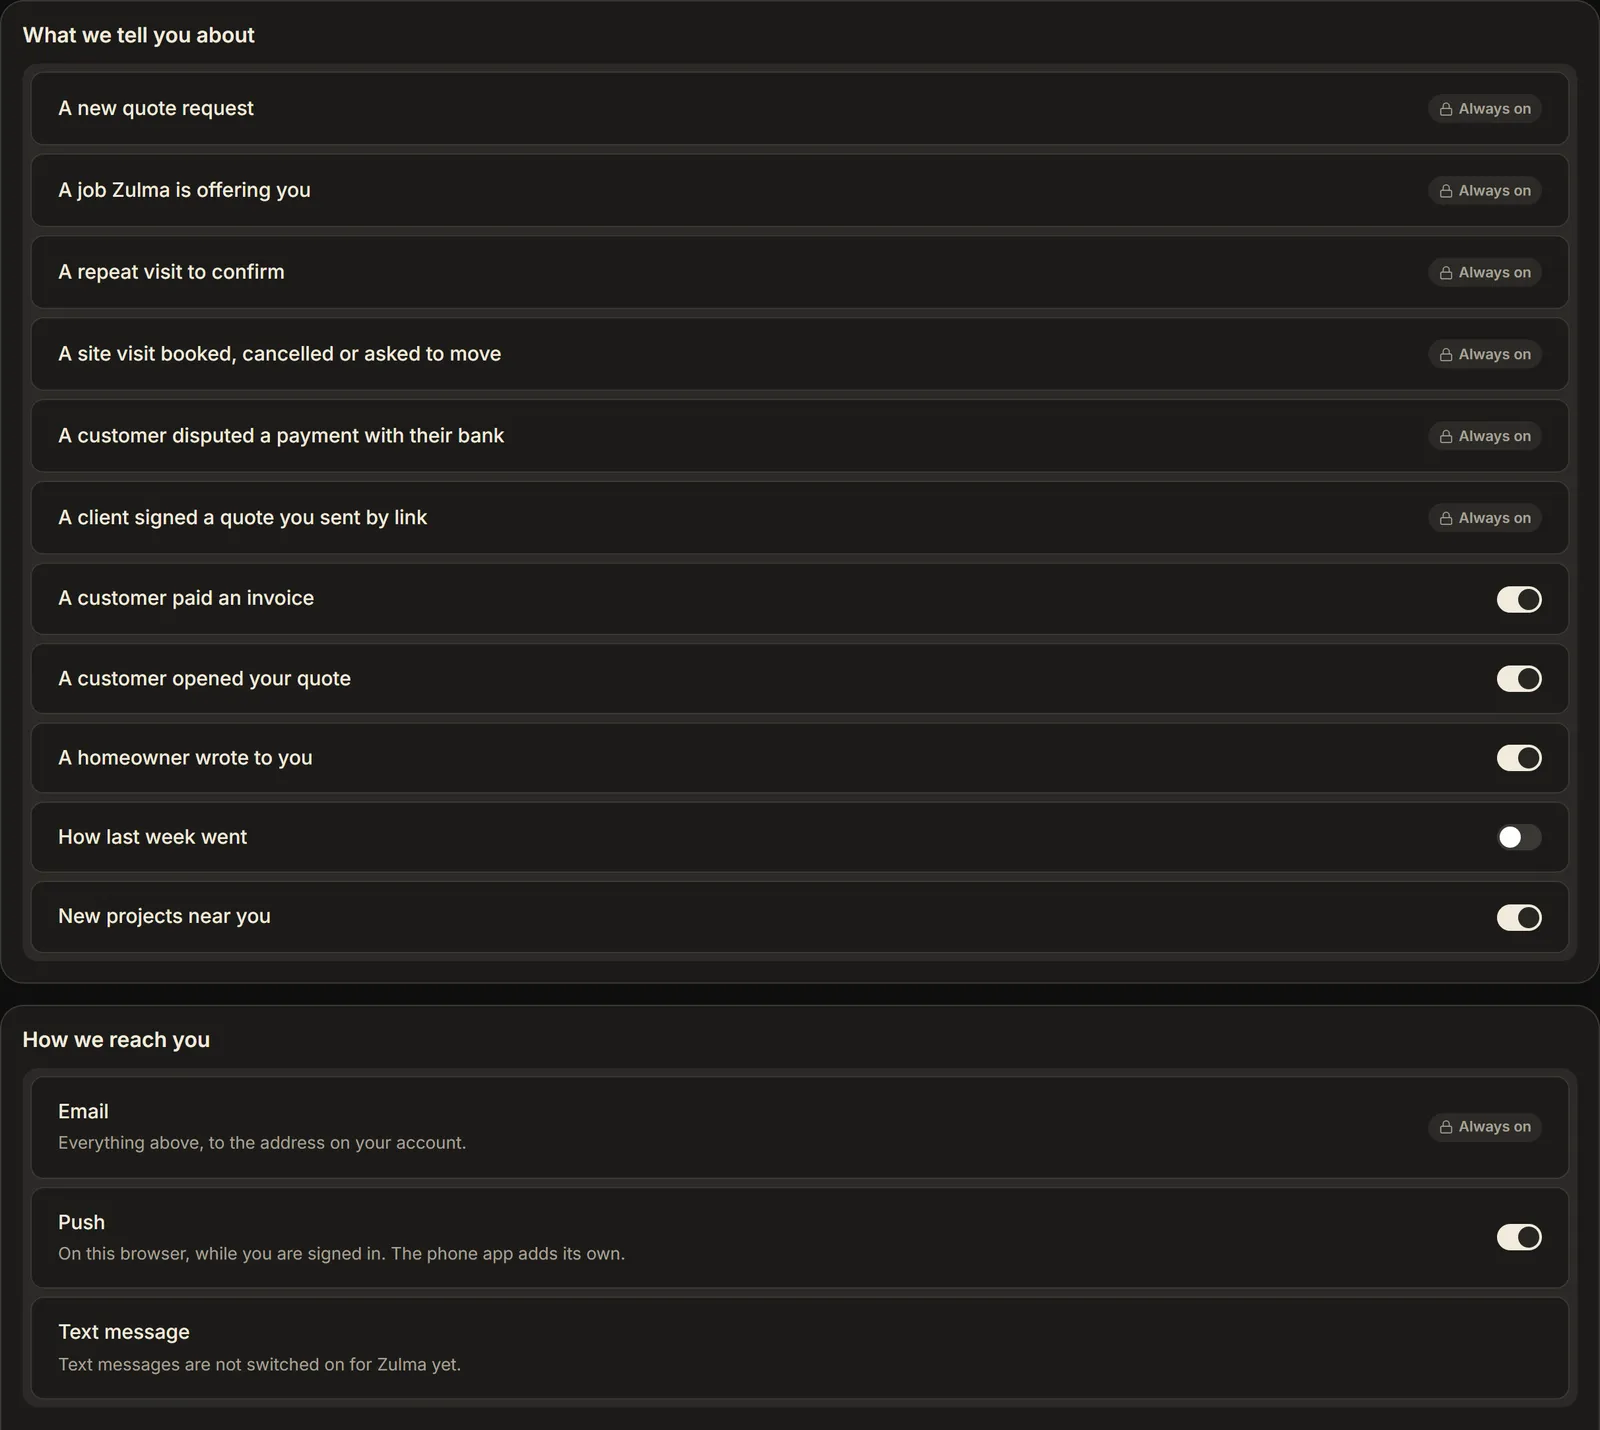 What we tell you about
A new quote request
Always on
A job Zulma is offering you
Always on
A repeat visit to confirm
Always on
A site visit booked, cancelled or asked to move
Always on
A customer disputed a payment with their bank
Always on
A client signed a quote you sent by link
Always on
A customer paid an invoice
A customer opened your quote
A homeowner wrote to you
How last week went
New projects near you
How we reach you
Email
Everything above, to the address on your account.
Always on
Push
On this browser, while you are signed in. The phone app adds its own.
Text message
Text messages are not switched on for Zulma yet.